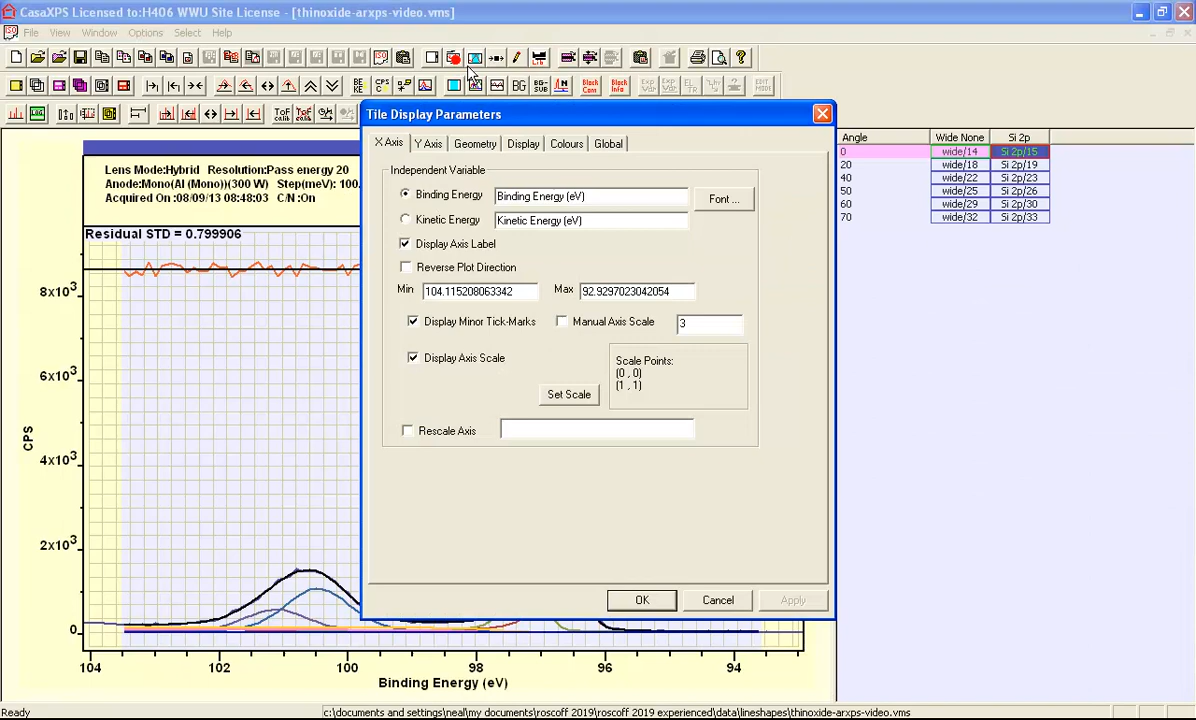 CasaXPS Licensed to:H406 WWU Site License - [thinoxide-arxps-video.vms]
File View Window Options Select Help
Tile Display Parameters
X Axis Y Axis Geometry Display Colours Global
Independent Variable
Binding Energy Binding Energy (eV) Font ...
Kinetic Energy Kinetic Energy (eV)
Display Axis Label
Reverse Plot Direction
Min 104.115208063342 Max 92.9297023042054
Display Minor Tick-Marks Manual Axis Scale 3
Display Axis Scale
Scale Points:
(0 , 0)
(1 , 1)
Set Scale
Rescale Axis
OK Cancel Apply
Lens Mode:Hybrid Resolution:Pass energy 20
Anode:Mono(Al (Mono))(300 W) Step(meV): 100.
Acquired On :08/09/13 08:48:03 C/N :On
Residual STD = 0.799906
8x10³
6x10³
4x10³
2x10³
0
CPS
104 102 100 98 96 94
Binding Energy (eV)
Angle Wide None Si 2p
0 wide/14 Si 2p/15
20 wide/18 Si 2p/19
40 wide/22 Si 2p/23
50 wide/25 Si 2p/26
60 wide/29 Si 2p/30
70 wide/32 Si 2p/33
Ready c:\documents and settings\neal\my documents\roscoff 2019\roscoff 2019 experienced\data\lineshapes\thinoxide-arxps-video.vms